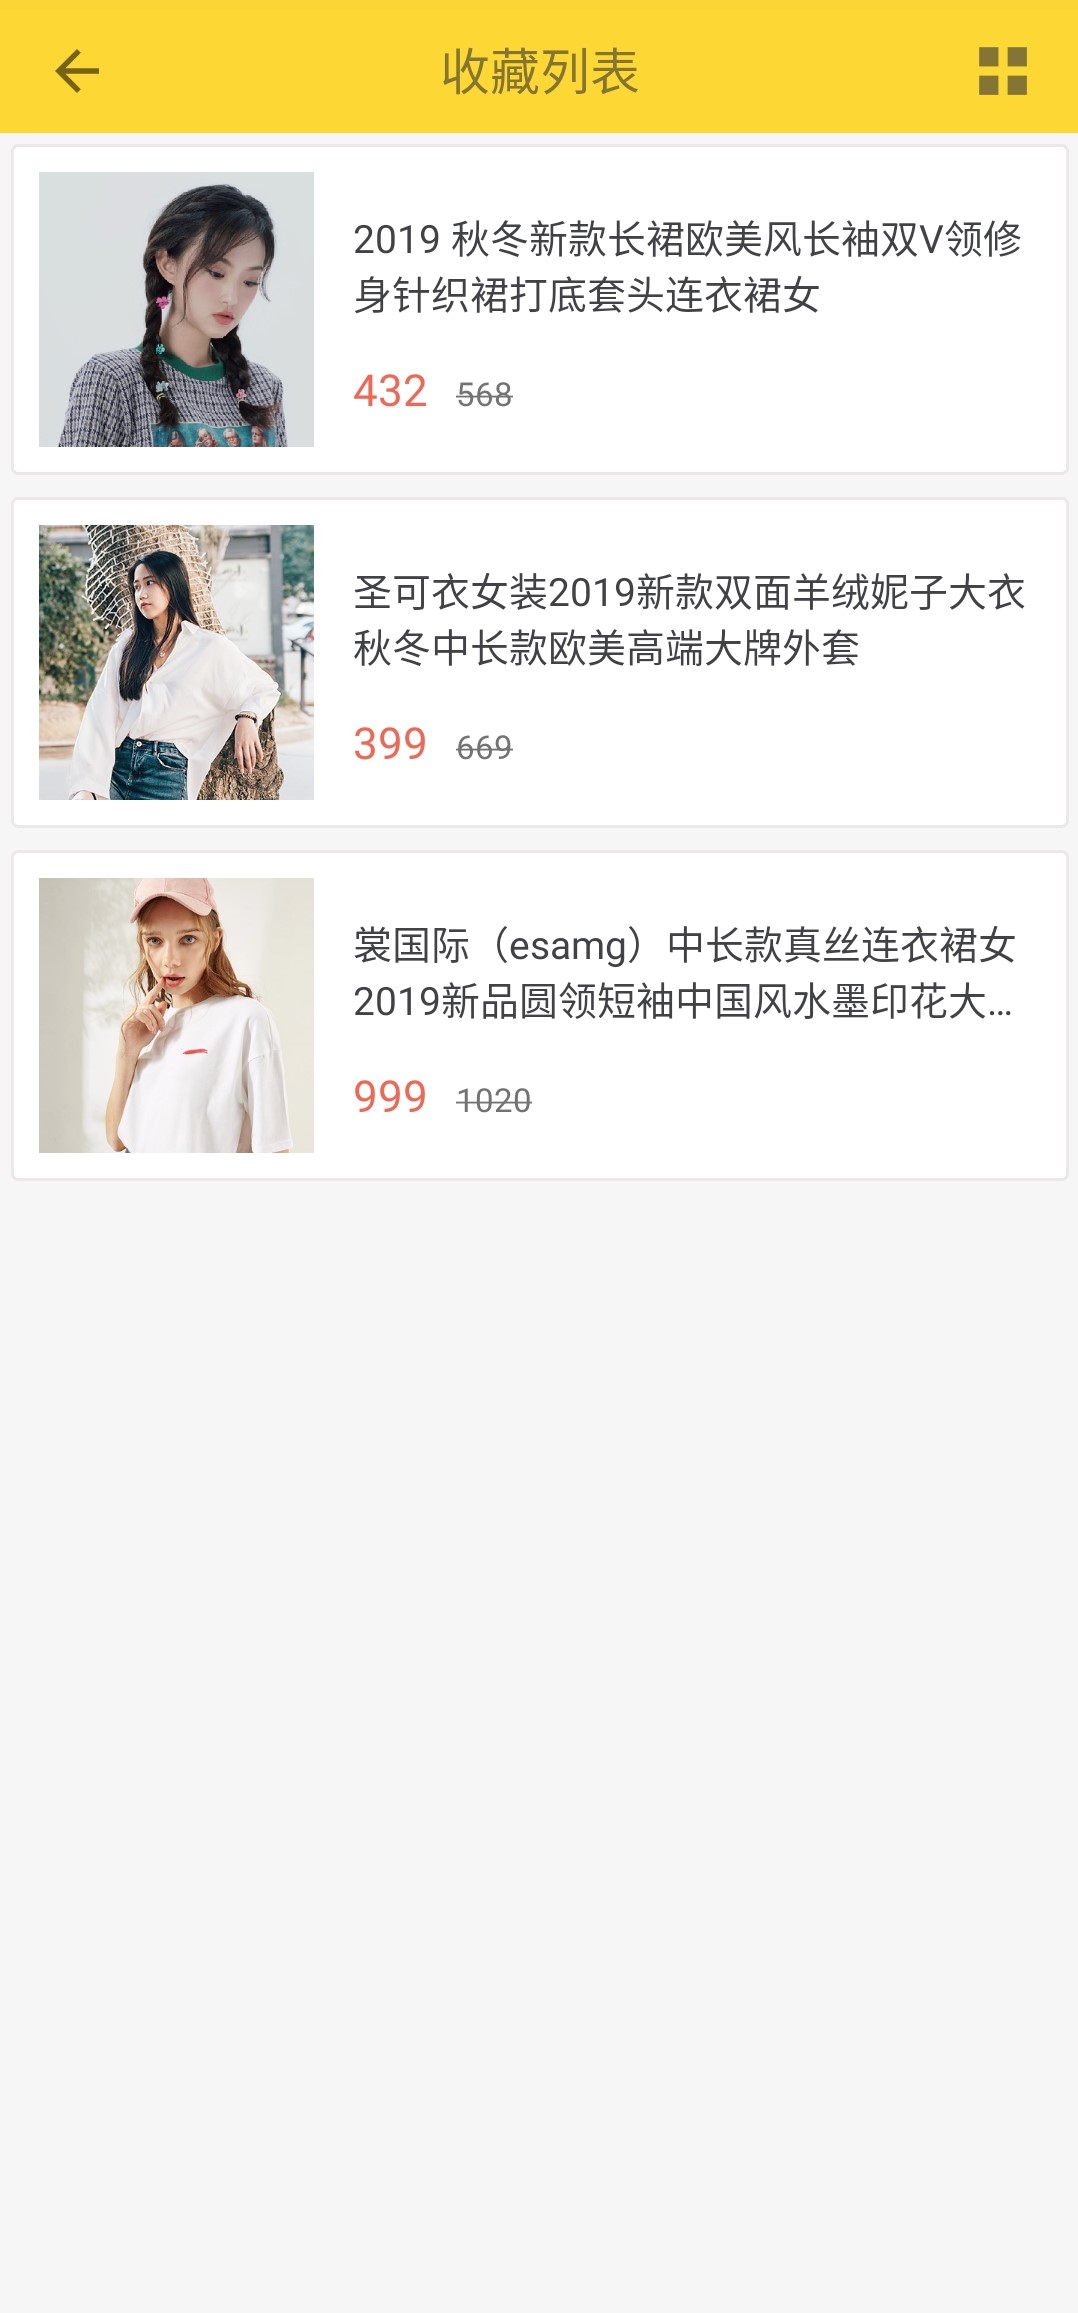 收藏列表
2019 秋冬新款长裙欧美风长袖双V领修
身针织裙打底套头连衣裙女
432 568
圣可衣女装2019新款双面羊绒妮子大衣
秋冬中长款欧美高端大牌外套
399 669
裳国际（esamg）中长款真丝连衣裙女
2019新品圆领短袖中国风水墨印花大...
999 1020